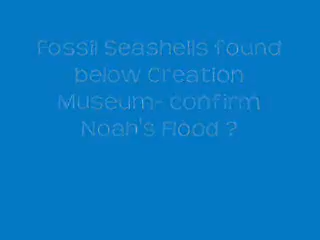 Fossil Seashells found
below Creation
Museum- confirm
Noah's Flood ?